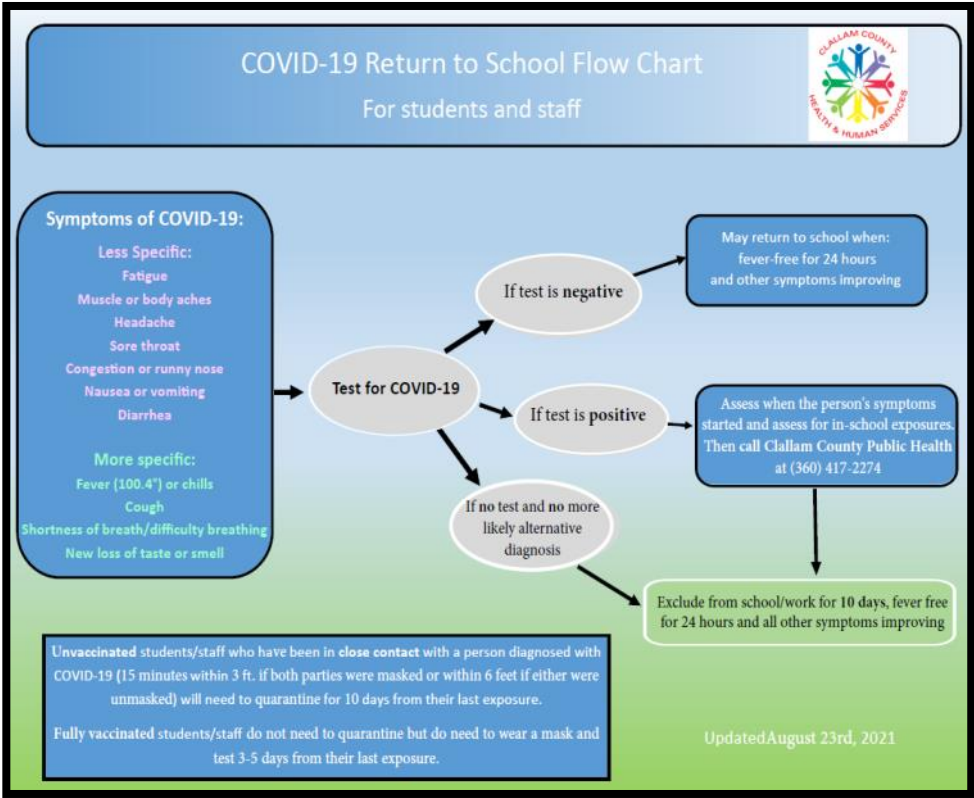 COVID-19 Return to School Flow Chart
For students and staff
CLALLAM COUNTY
HEALTH & HUMAN SERVICES
Symptoms of COVID-19:
Less Specific:
Fatigue
Muscle or body aches
Headache
Sore throat
Congestion or runny nose
Nausea or vomiting
Diarrhea
More specific:
Fever (100.4°) or chills
Cough
Shortness of breath/difficulty breathing
New loss of taste or smell
Test for COVID-19
If test is negative
May return to school when:
fever-free for 24 hours
and other symptoms improving
If test is positive
Assess when the person's symptoms
started and assess for in-school exposures.
Then call Clallam County Public Health
at (360) 417-2274
If no test and no more
likely alternative
diagnosis
Exclude from school/work for 10 days, fever free
for 24 hours and all other symptoms improving
Unvaccinated students/staff who have been in close contact with a person diagnosed with
COVID-19 (15 minutes within 3 ft. if both parties were masked or within 6 feet if either were
unmasked) will need to quarantine for 10 days from their last exposure.
Fully vaccinated students/staff do not need to quarantine but do need to wear a mask and
test 3-5 days from their last exposure.
UpdatedAugust 23rd, 2021